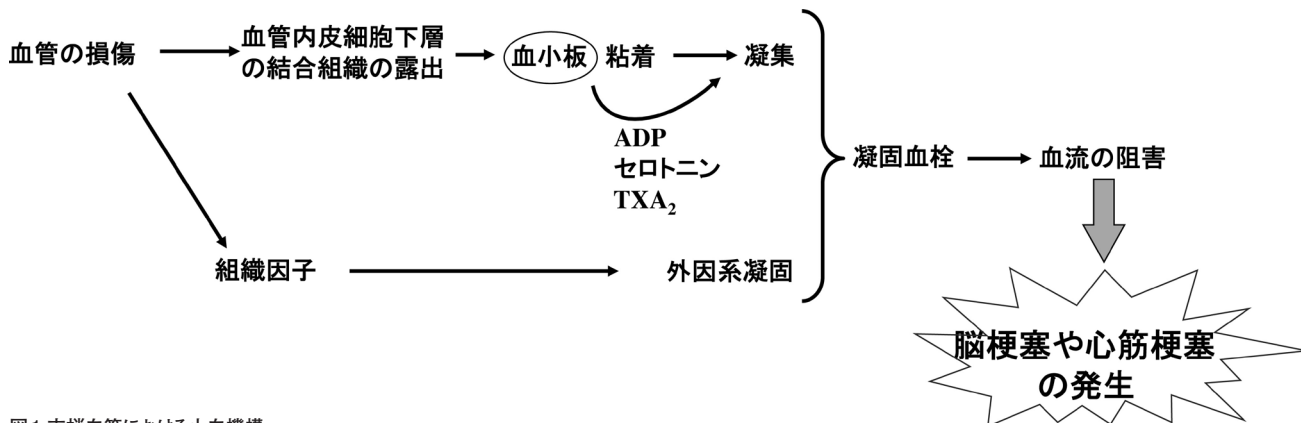 血管の損傷
血管内皮細胞下層
の結合組織の露出
血小板 粘着
凝集
ADP
セロトニン
TXA₂
凝固血栓
血流の阻害
組織因子
外因系凝固
脳梗塞や心筋梗塞
の発生